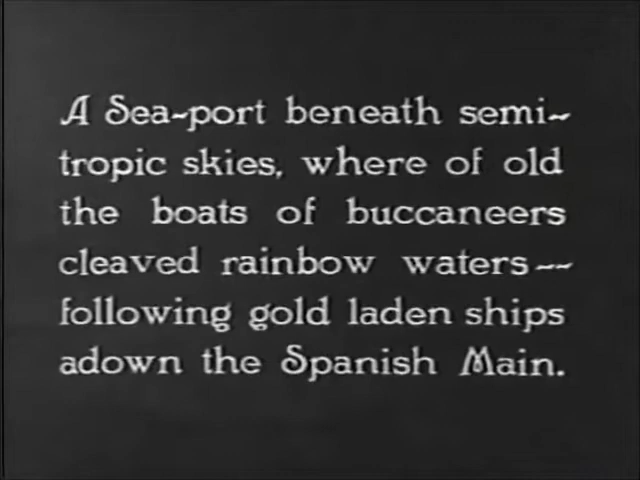 A Sea-port beneath semi-
tropic skies, where of old
the boats of buccaneers
cleaved rainbow waters--
following gold laden ships
adown the Spanish Main.